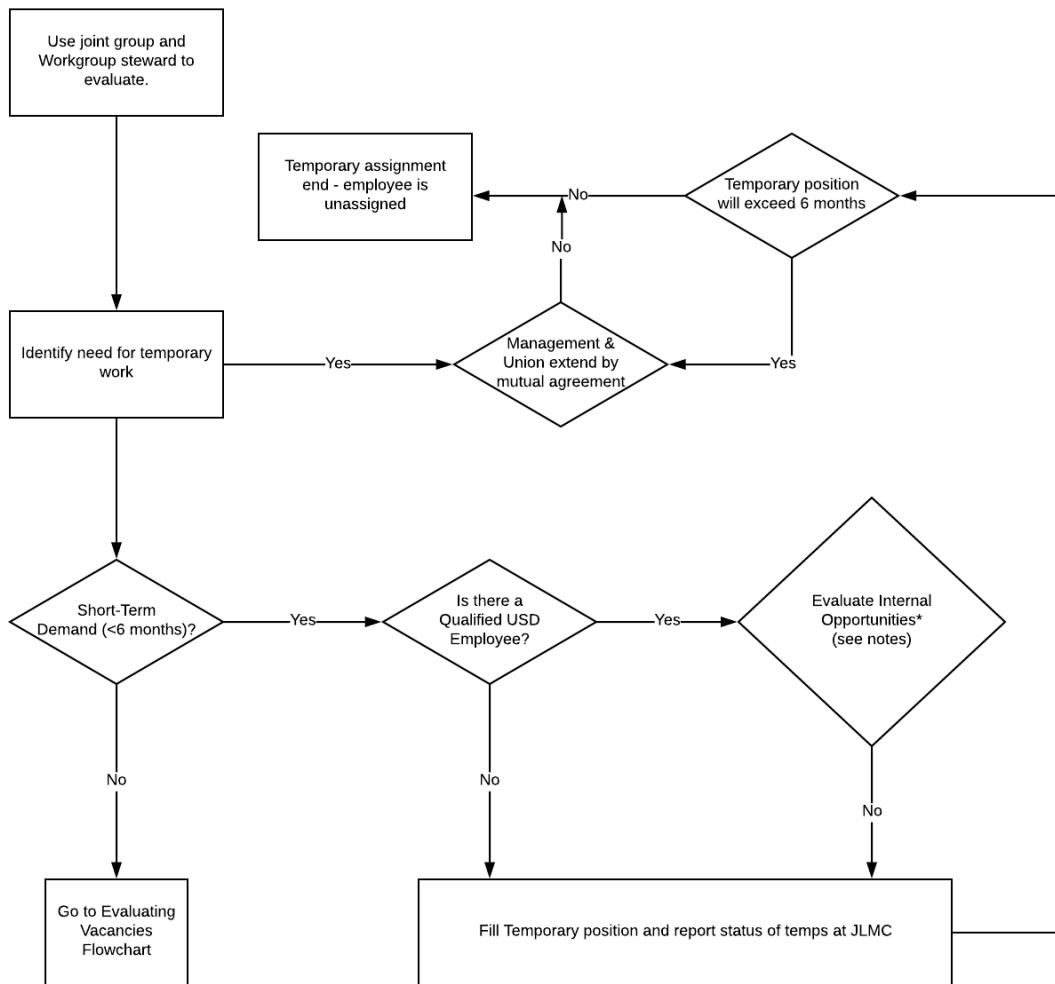 Use joint group and
Workgroup steward to
evaluate.
Temporary assignment
end - employee is
unassigned
No
Temporary position
will exceed 6 months
No
Identify need for temporary
work
Yes
Management &
Union extend by
mutual agreement
Yes
Short-Term
Demand (<6 months)?
Yes
Is there a
Qualified USD
Employee?
Yes
Evaluate Internal
Opportunities*
(see notes)
No
No
No
Go to Evaluating
Vacancies
Flowchart
Fill Temporary position and report status of temps at JLMC